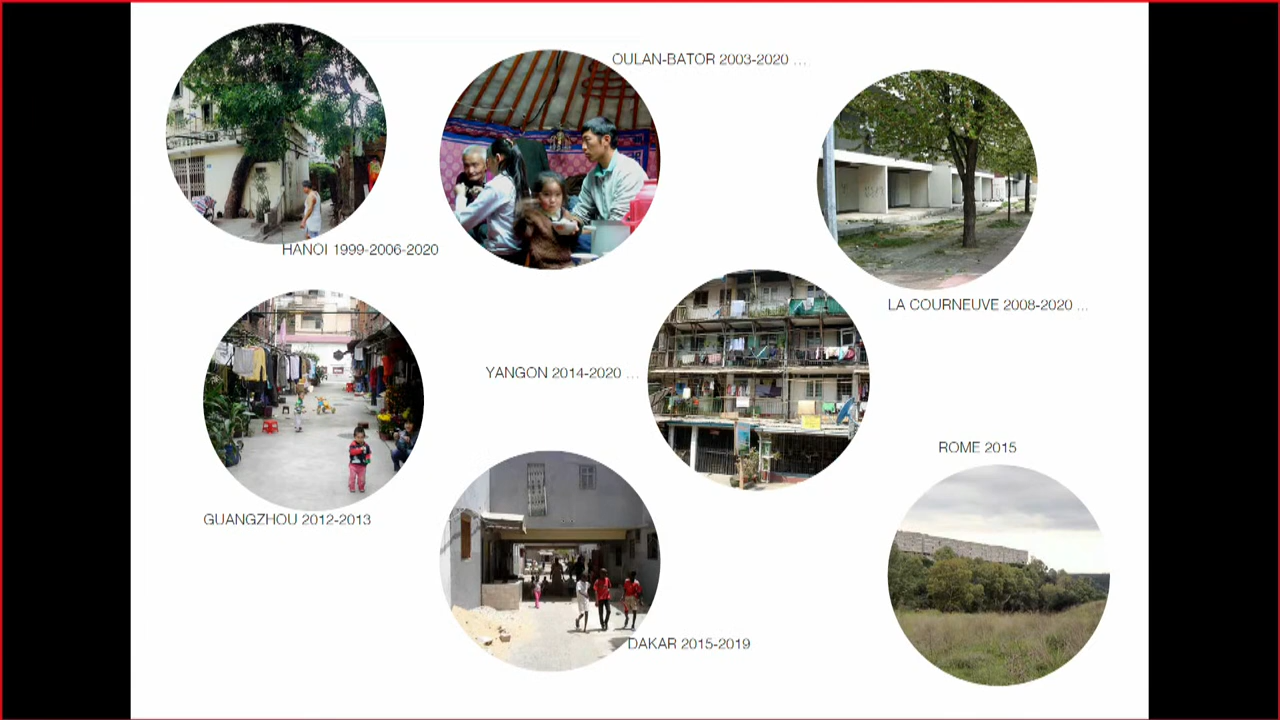 OULAN-BATOR 2003-2020 ...
HANOI 1999-2006-2020
LA COURNEUVE 2008-2020 ...
YANGON 2014-2020 ...
ROME 2015
GUANGZHOU 2012-2013
DAKAR 2015-2019